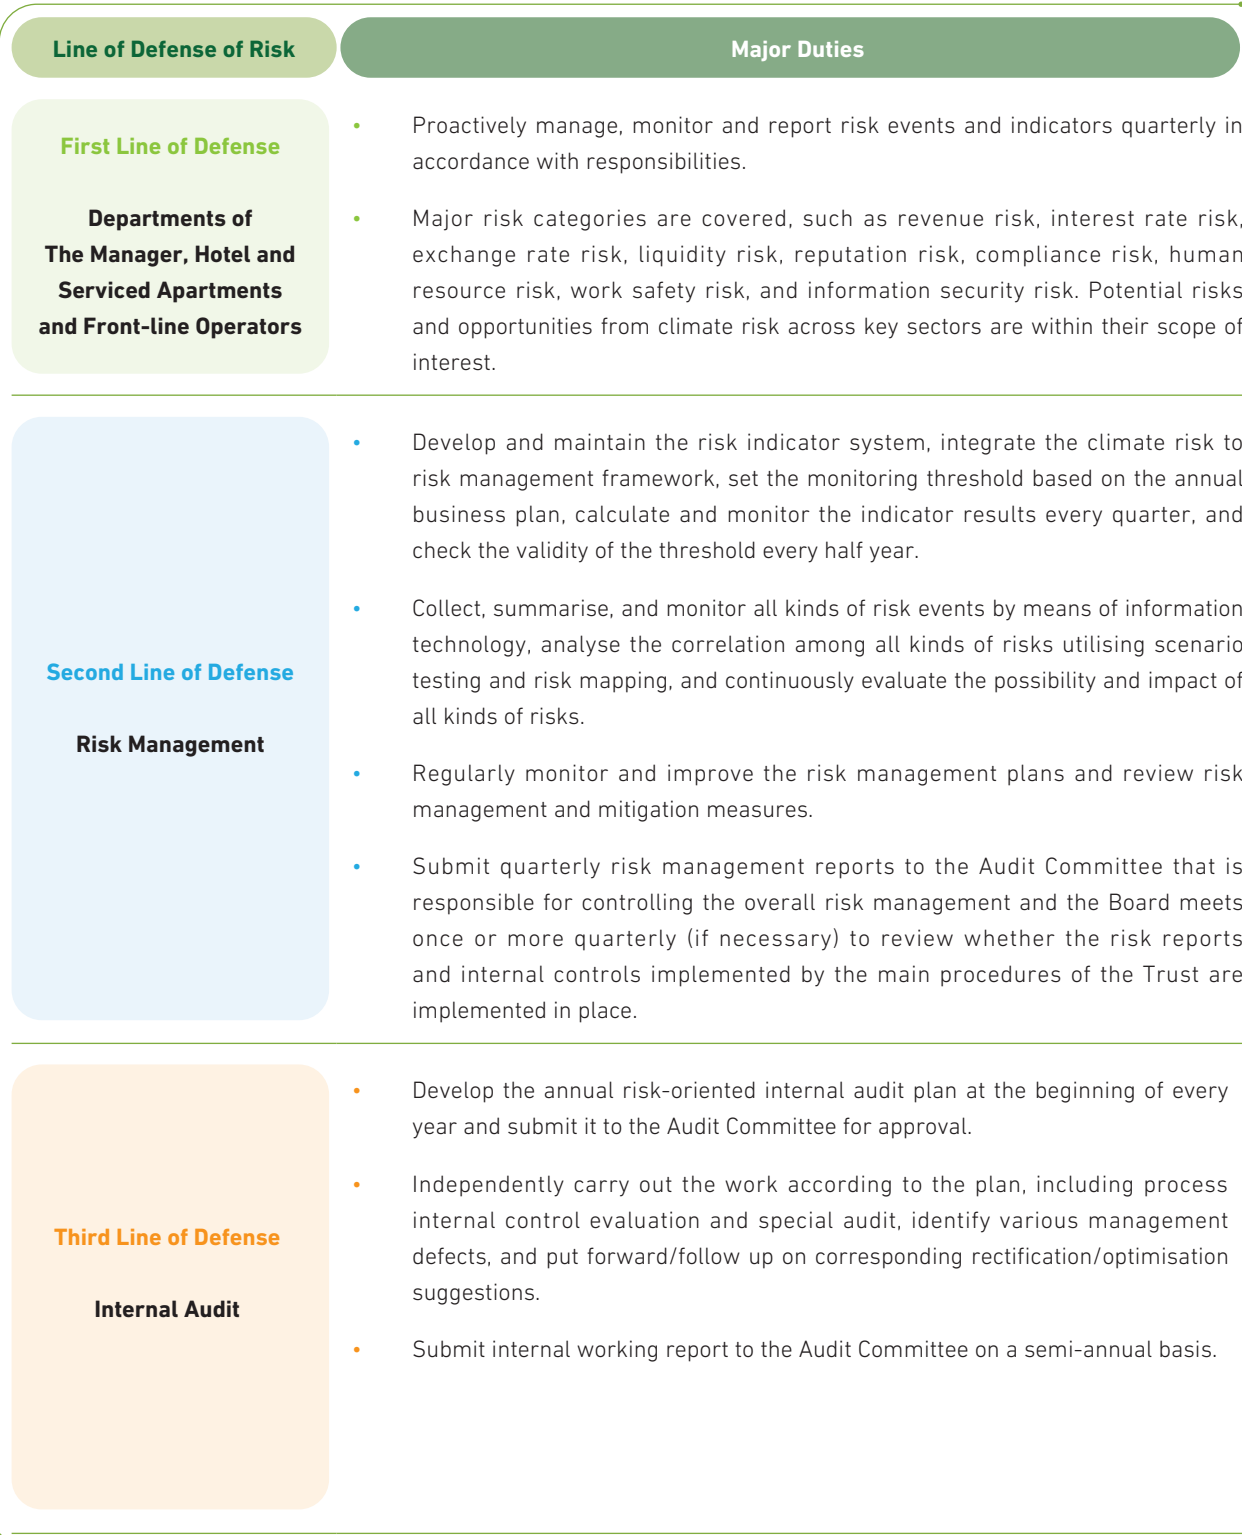 Line of Defense of Risk
Major Duties
First Line of Defense
Departments of
The Manager, Hotel and
Serviced Apartments
and Front-line Operators
• Proactively manage, monitor and report risk events and indicators quarterly in
accordance with responsibilities.
• Major risk categories are covered, such as revenue risk, interest rate risk,
exchange rate risk, liquidity risk, reputation risk, compliance risk, human
resource risk, work safety risk, and information security risk. Potential risks
and opportunities from climate risk across key sectors are within their scope of
interest.
Second Line of Defense
Risk Management
• Develop and maintain the risk indicator system, integrate the climate risk to
risk management framework, set the monitoring threshold based on the annual
business plan, calculate and monitor the indicator results every quarter, and
check the validity of the threshold every half year.
• Collect, summarise, and monitor all kinds of risk events by means of information
technology, analyse the correlation among all kinds of risks utilising scenario
testing and risk mapping, and continuously evaluate the possibility and impact of
all kinds of risks.
• Regularly monitor and improve the risk management plans and review risk
management and mitigation measures.
• Submit quarterly risk management reports to the Audit Committee that is
responsible for controlling the overall risk management and the Board meets
once or more quarterly (if necessary) to review whether the risk reports
and internal controls implemented by the main procedures of the Trust are
implemented in place.
Third Line of Defense
Internal Audit
• Develop the annual risk-oriented internal audit plan at the beginning of every
year and submit it to the Audit Committee for approval.
• Independently carry out the work according to the plan, including process
internal control evaluation and special audit, identify various management
defects, and put forward/follow up on corresponding rectification/optimisation
suggestions.
• Submit internal working report to the Audit Committee on a semi-annual basis.